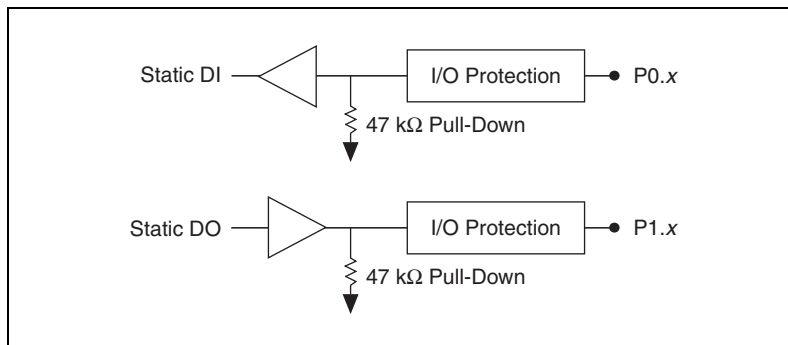 Static DI I/O Protection P0.x
47 kΩ Pull-Down
Static DO I/O Protection P1.x
47 kΩ Pull-Down